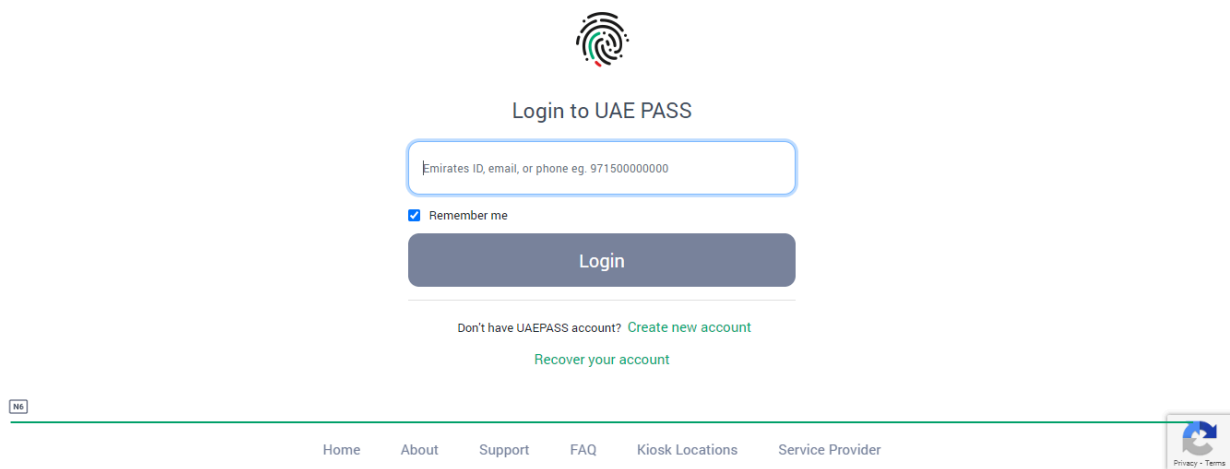 Login to UAE PASS
Emirates ID, email, or phone eg. 971500000000
Remember me
Login
Don't have UAEPASS account? Create new account
Recover your account
N6
Home About Support FAQ Kiosk Locations Service Provider
Privacy - Terms